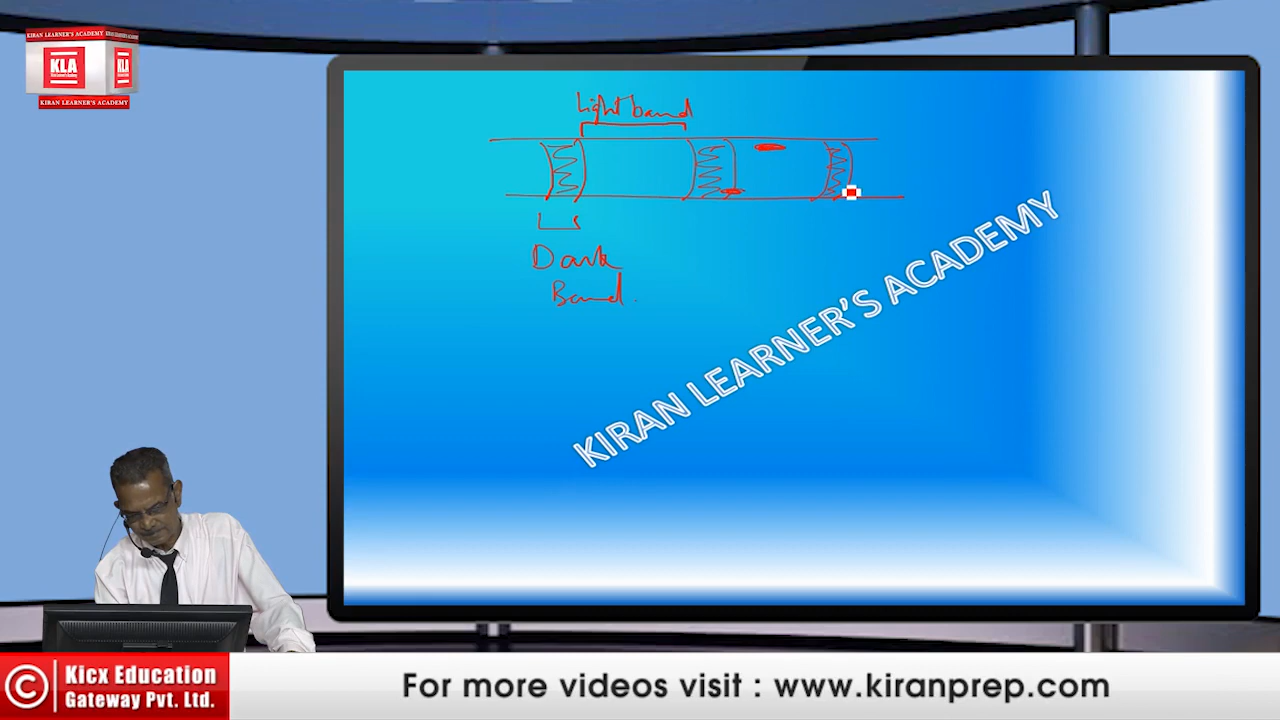 KIRAN LEARNER'S ACADEMY
KLA
KLA
KIRAN LEARNER'S ACADEMY
Light band
Dark
Band.
KIRAN LEARNER'S ACADEMY
© Kicx Education
Gateway Pvt. Ltd.
For more videos visit : www.kiranprep.com